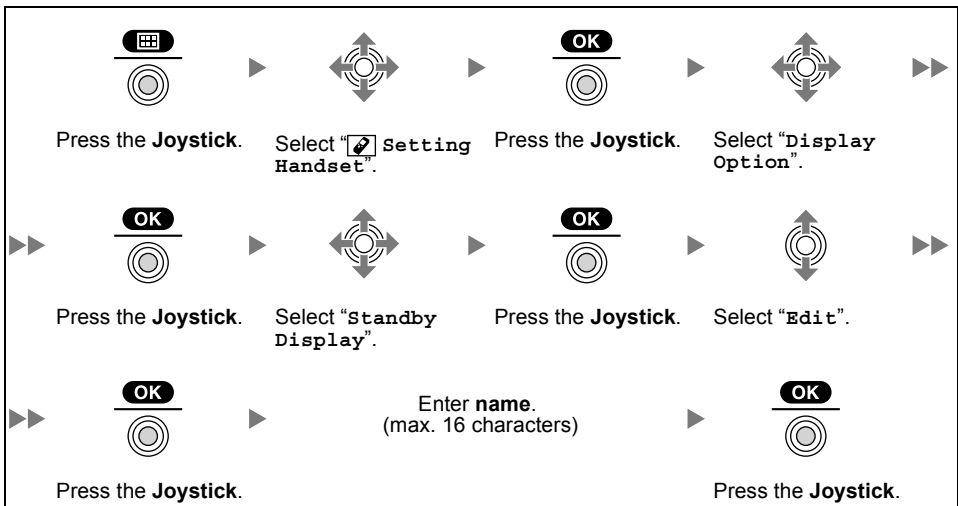 OK
OK
Press the Joystick.
Select “ Setting
Handset”.
Press the Joystick.
Select “Display
Option”.
OK
OK
Press the Joystick.
Select “Standby
Display”.
Press the Joystick.
Select “Edit”.
OK
Enter name.
(max. 16 characters)
OK
Press the Joystick.
Press the Joystick.